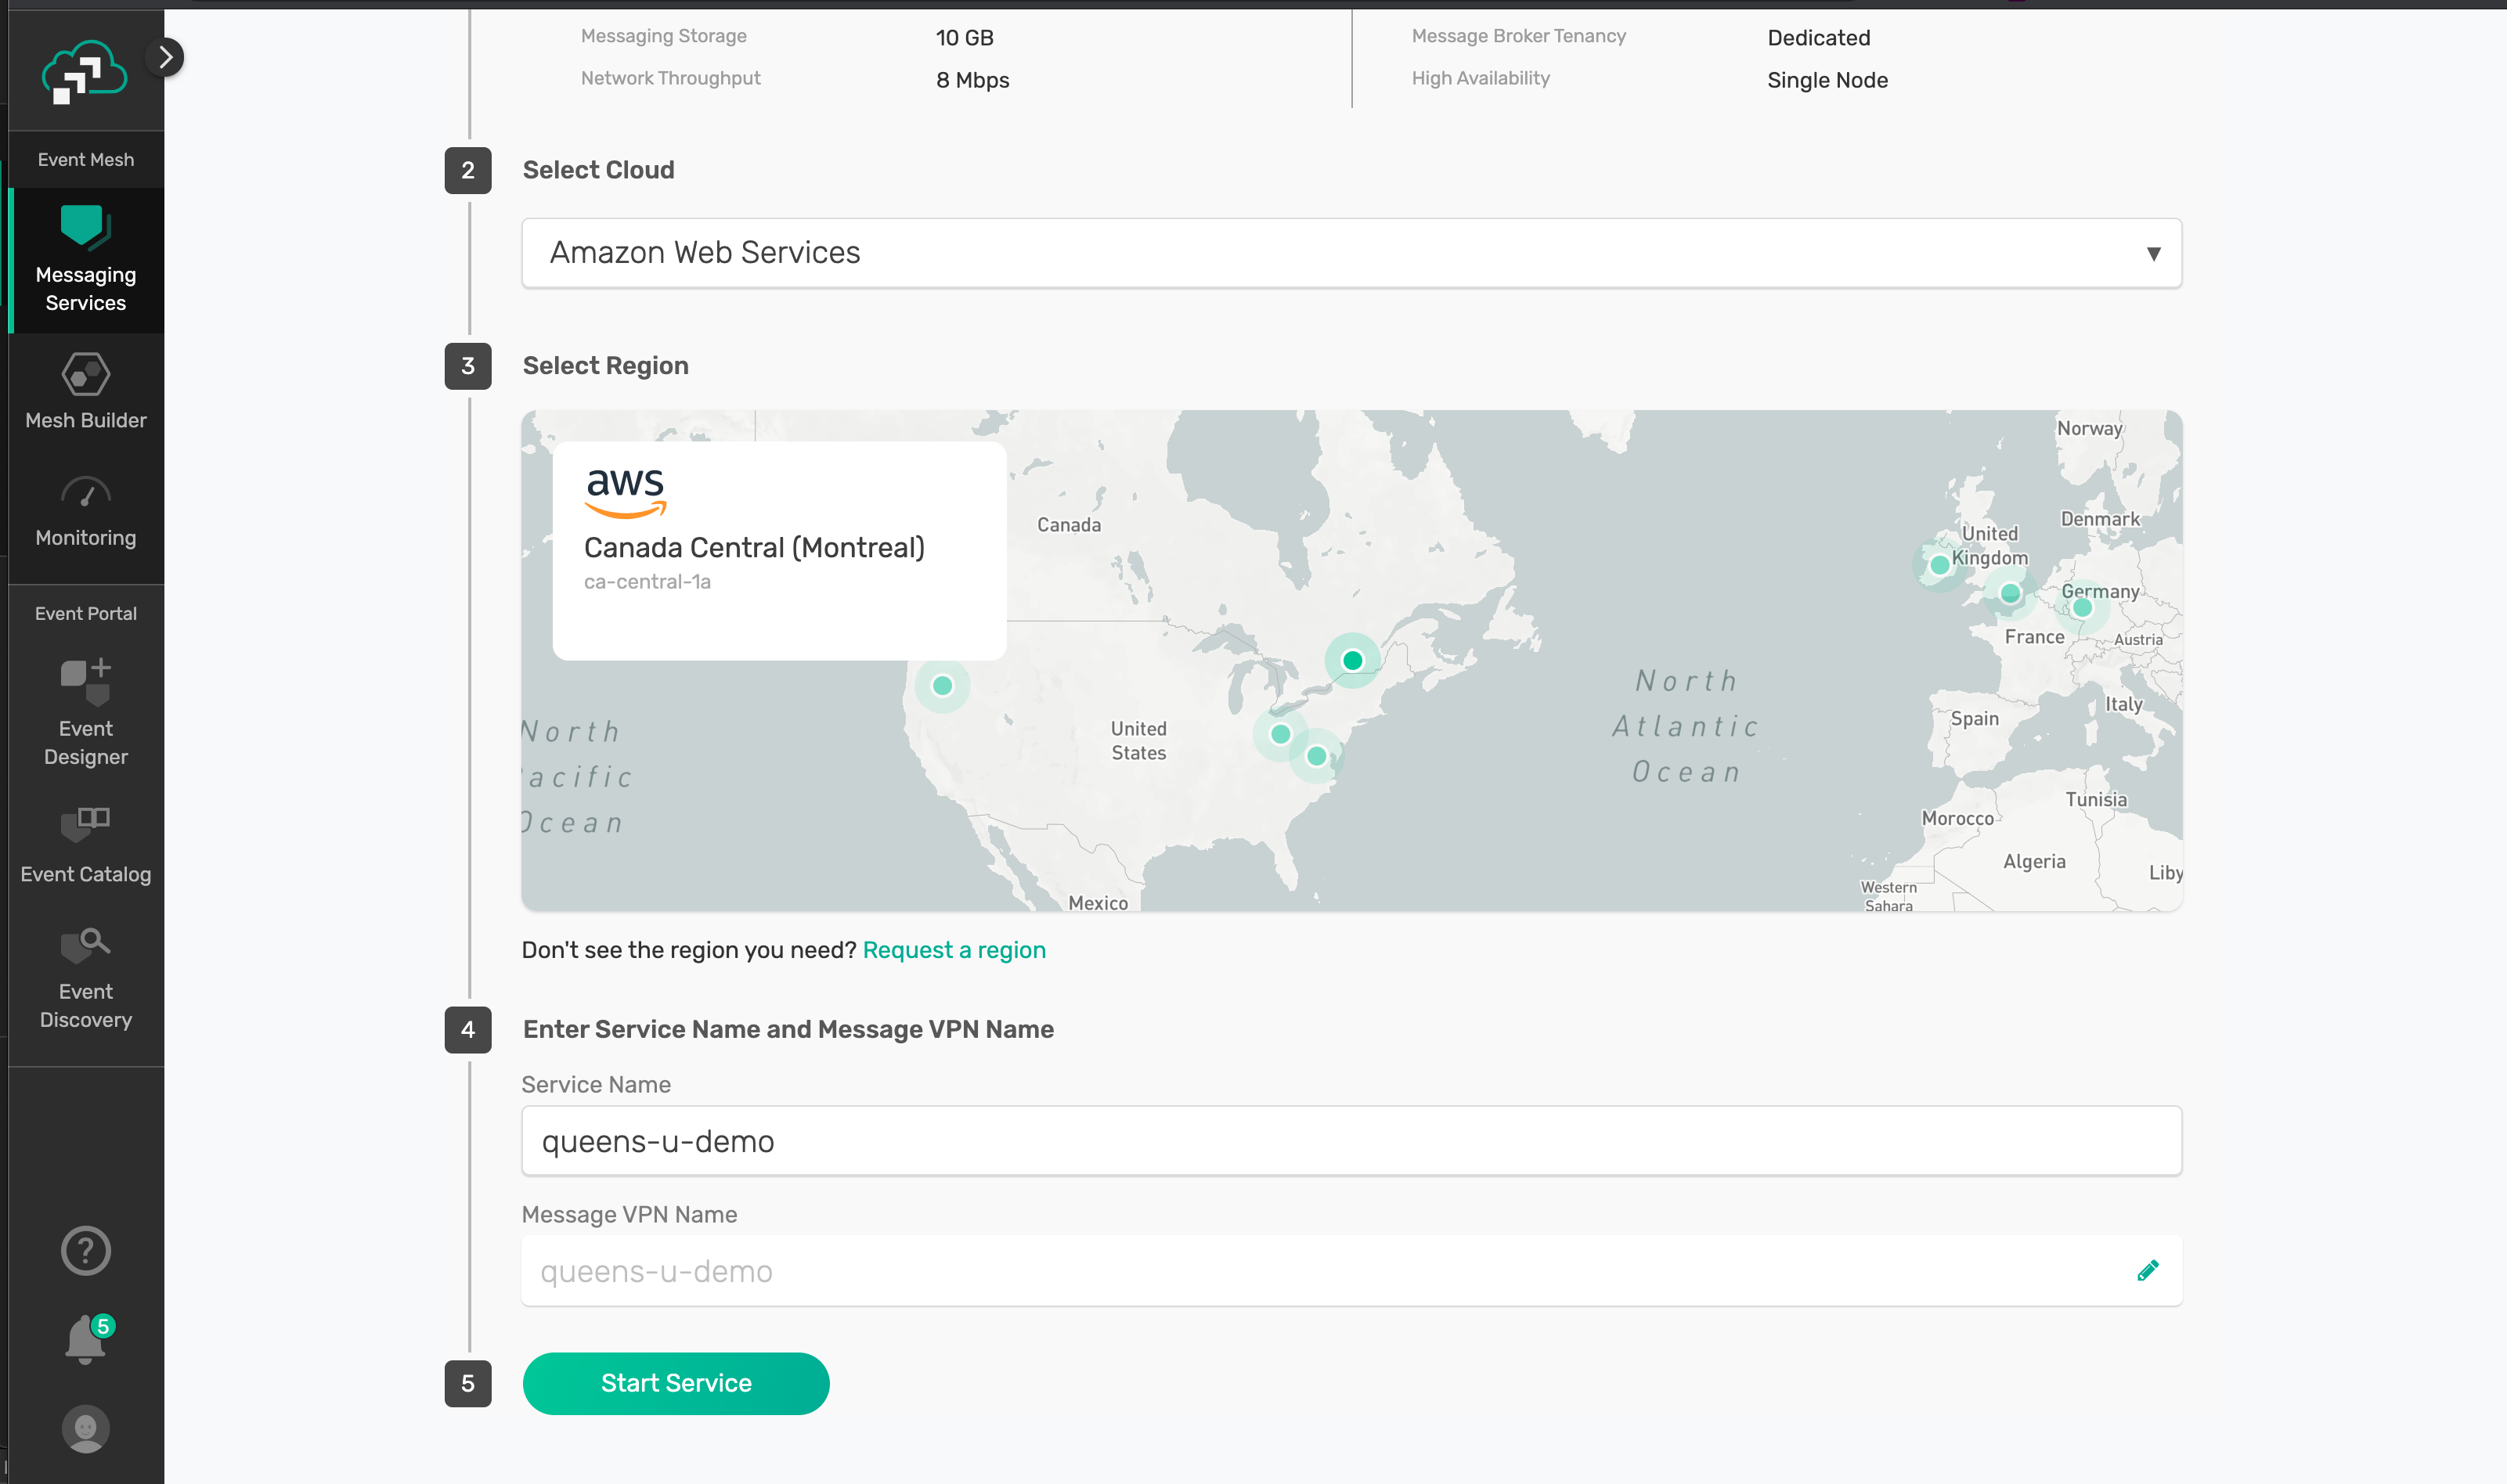 Messaging Storage
10 GB
Network Throughput
8 Mbps
Message Broker Tenancy
Dedicated
High Availability
Single Node
Event Mesh
Messaging
Services
Mesh Builder
Monitoring
Event Portal
Event
Designer
Event Catalog
Event
Discovery
?
5
2
Select Cloud
Amazon Web Services
3
Select Region
aws
Canada Central (Montreal)
ca-central-1a
Canada
United
States
Mexico
North
acific
Ocean
North
Atlantic
Ocean
Norway
Denmark
United
Kingdom
Germany
France
Austria
Italy
Spain
Tunisia
Morocco
Algeria
Liby
Western
Sahara
Don't see the region you need? Request a region
4
Enter Service Name and Message VPN Name
Service Name
queens-u-demo
Message VPN Name
queens-u-demo
5
Start Service